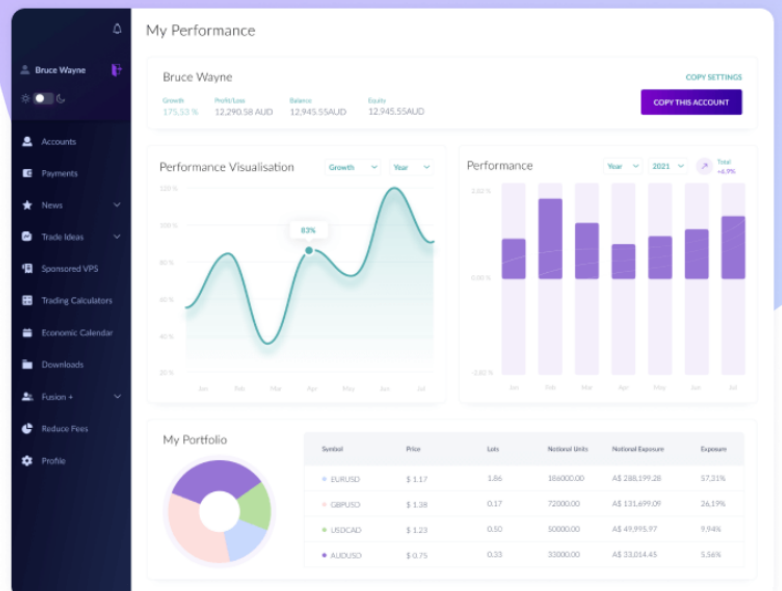 My Performance
Bruce Wayne
Accounts
Payments
News
Trade Ideas
Sponsored VPS
Trading Calculators
Economic Calendar
Downloads
Fusion +
Reduce Fees
Profile
Bruce Wayne
COPY SETTINGS
Growth Profit/Loss Balance Equity
175,53 % 12,290.58 AUD 12,945.55AUD 12,945.55AUD
COPY THIS ACCOUNT
Performance Visualisation Growth Year
120 %
100 %
80 %
60 %
40 %
20 %
83%
Jan Feb Mar Apr May Jun Jul
Performance Year 2021 Total
+6.9%
0,00 %
Jan Feb Mar Apr May Jun Jul
My Portfolio
Symbol Price Lots Notional Units Notional Exposure Exposure
EURUSD $ 1.17 1.86 186000.00 A$ 288,199.28 57,31%
GBPUSD $ 1.38 0.17 72000.00 A$ 131,699.09 26,19%
USDCAD $ 1.23 0.50 50000.00 A$ 49,995.97 9,94%
AUDUSD $ 0.75 0.33 33000.00 A$ 33,014.45 5,56%